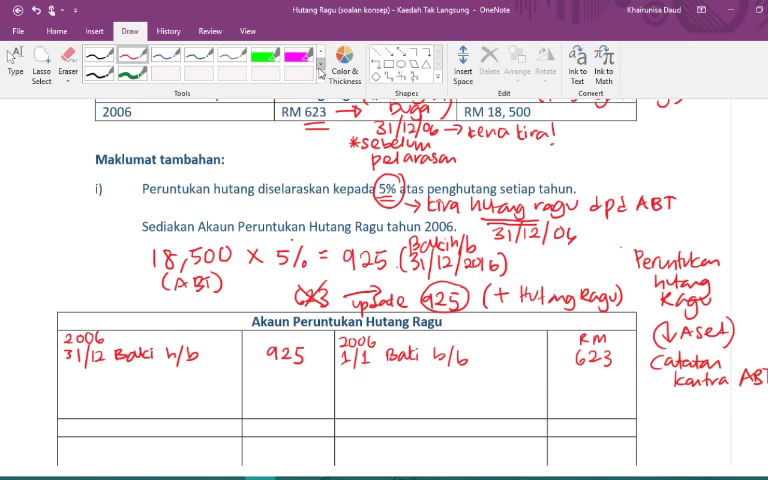 Hutang Ragu (soalan konsep) - Kaedah Tak Langsung - OneNote
Khairunisa Daud
File Home Insert Draw History Review View
Type Lasso Select Eraser Color & Thickness Insert Space Delete Arrange Rotate Ink to Text Ink to Math
Tools Shapes Edit Convert
2006 RM 623 → Duga RM 18, 500
31/12/06 → kena kira!
*sebelum
pelarasan
Maklumat tambahan:
i) Peruntukan hutang diselaraskan kepada 5% atas penghutang setiap tahun.
→ kira hutang ragu dpd ABT
31/12/06
Sediakan Akaun Peruntukan Hutang Ragu tahun 2006.
18,500 × 5% = 925 (Baki h/b 31/12/2016)
(ABT)
623 → update 925 (+ Hutang Ragu)
Peruntukan
hutang
Ragu
(↓ Aset)
Catatan
kontra ABT
Akaun Peruntukan Hutang Ragu
2006 2006 RM
31/12 Baki h/b 925 1/1 Baki b/b 623